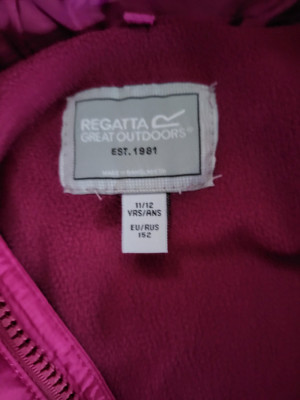 REGATTA
GREAT OUTDOORS®
EST. 1981
11/12
YRS/ANS
EU/RUS
152